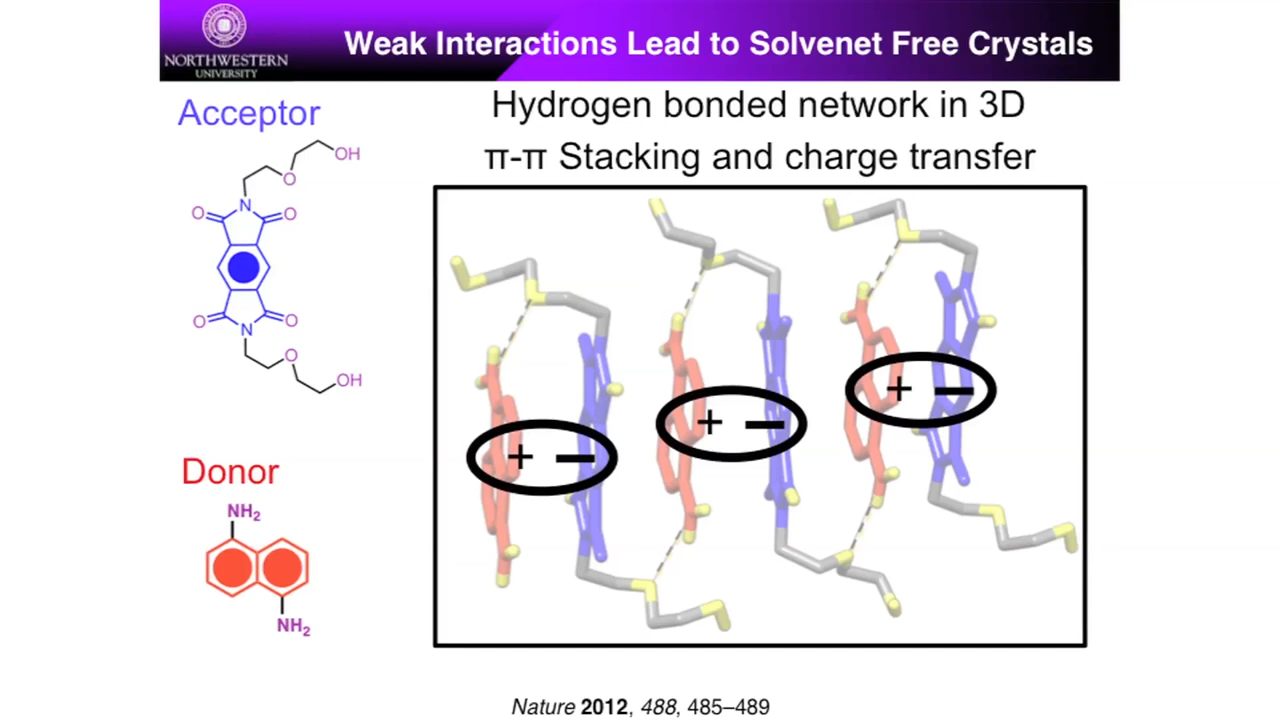 NORTHWESTERN
UNIVERSITY
Weak Interactions Lead to Solvenet Free Crystals
Acceptor
Hydrogen bonded network in 3D
π-π Stacking and charge transfer
OH
O
N
O
O
O
O
N
O
OH
+ −
+ −
+ −
Donor
NH₂
NH₂
Nature 2012, 488, 485–489